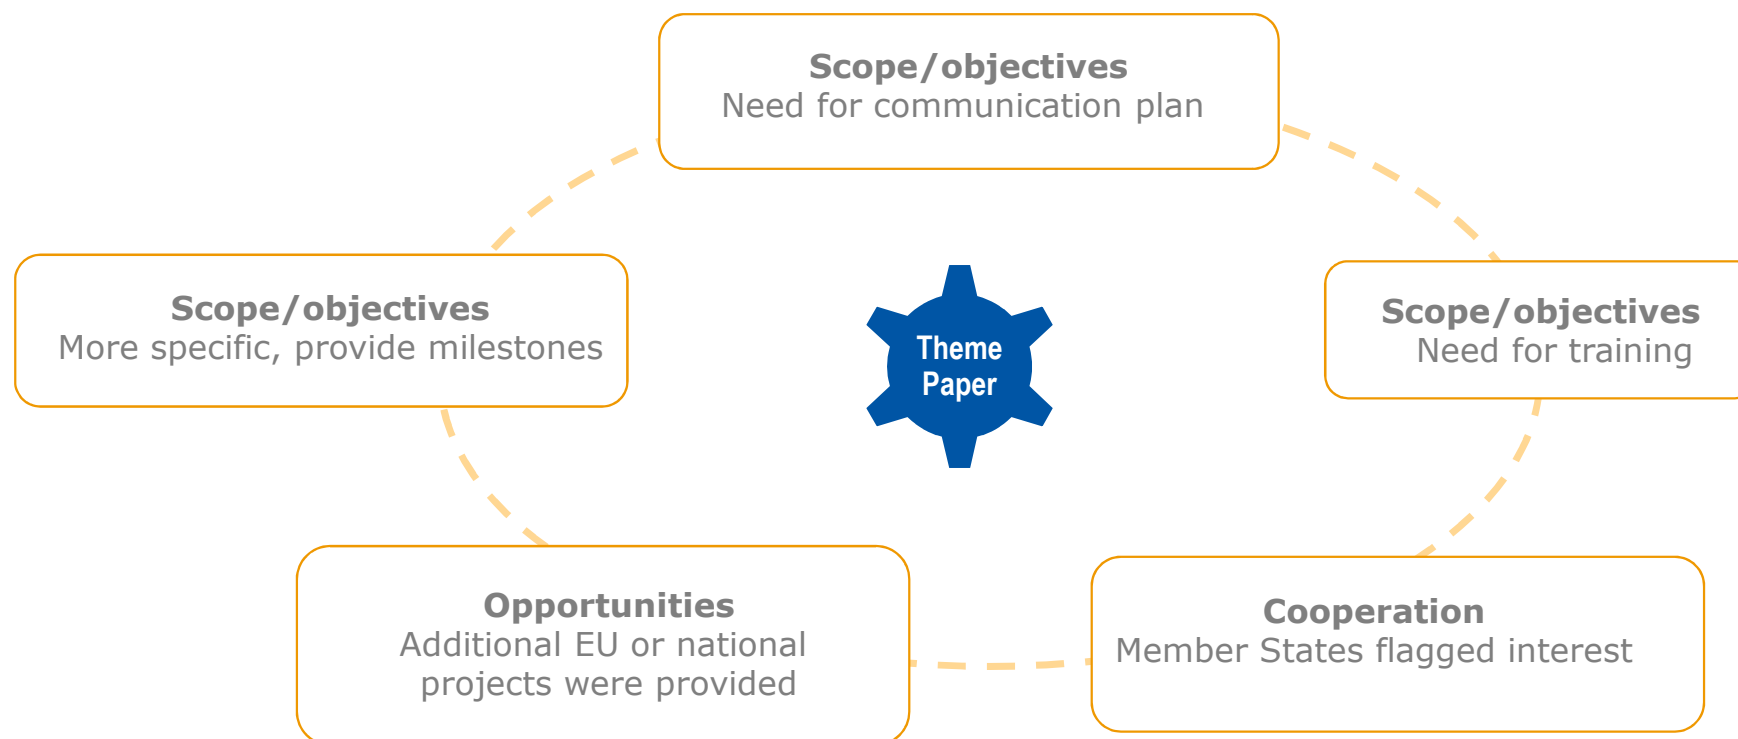 Scope/objectives
Need for communication plan
Scope/objectives
More specific, provide milestones
Scope/objectives
Need for training
Theme
Paper
Opportunities
Additional EU or national
projects were provided
Cooperation
Member States flagged interest